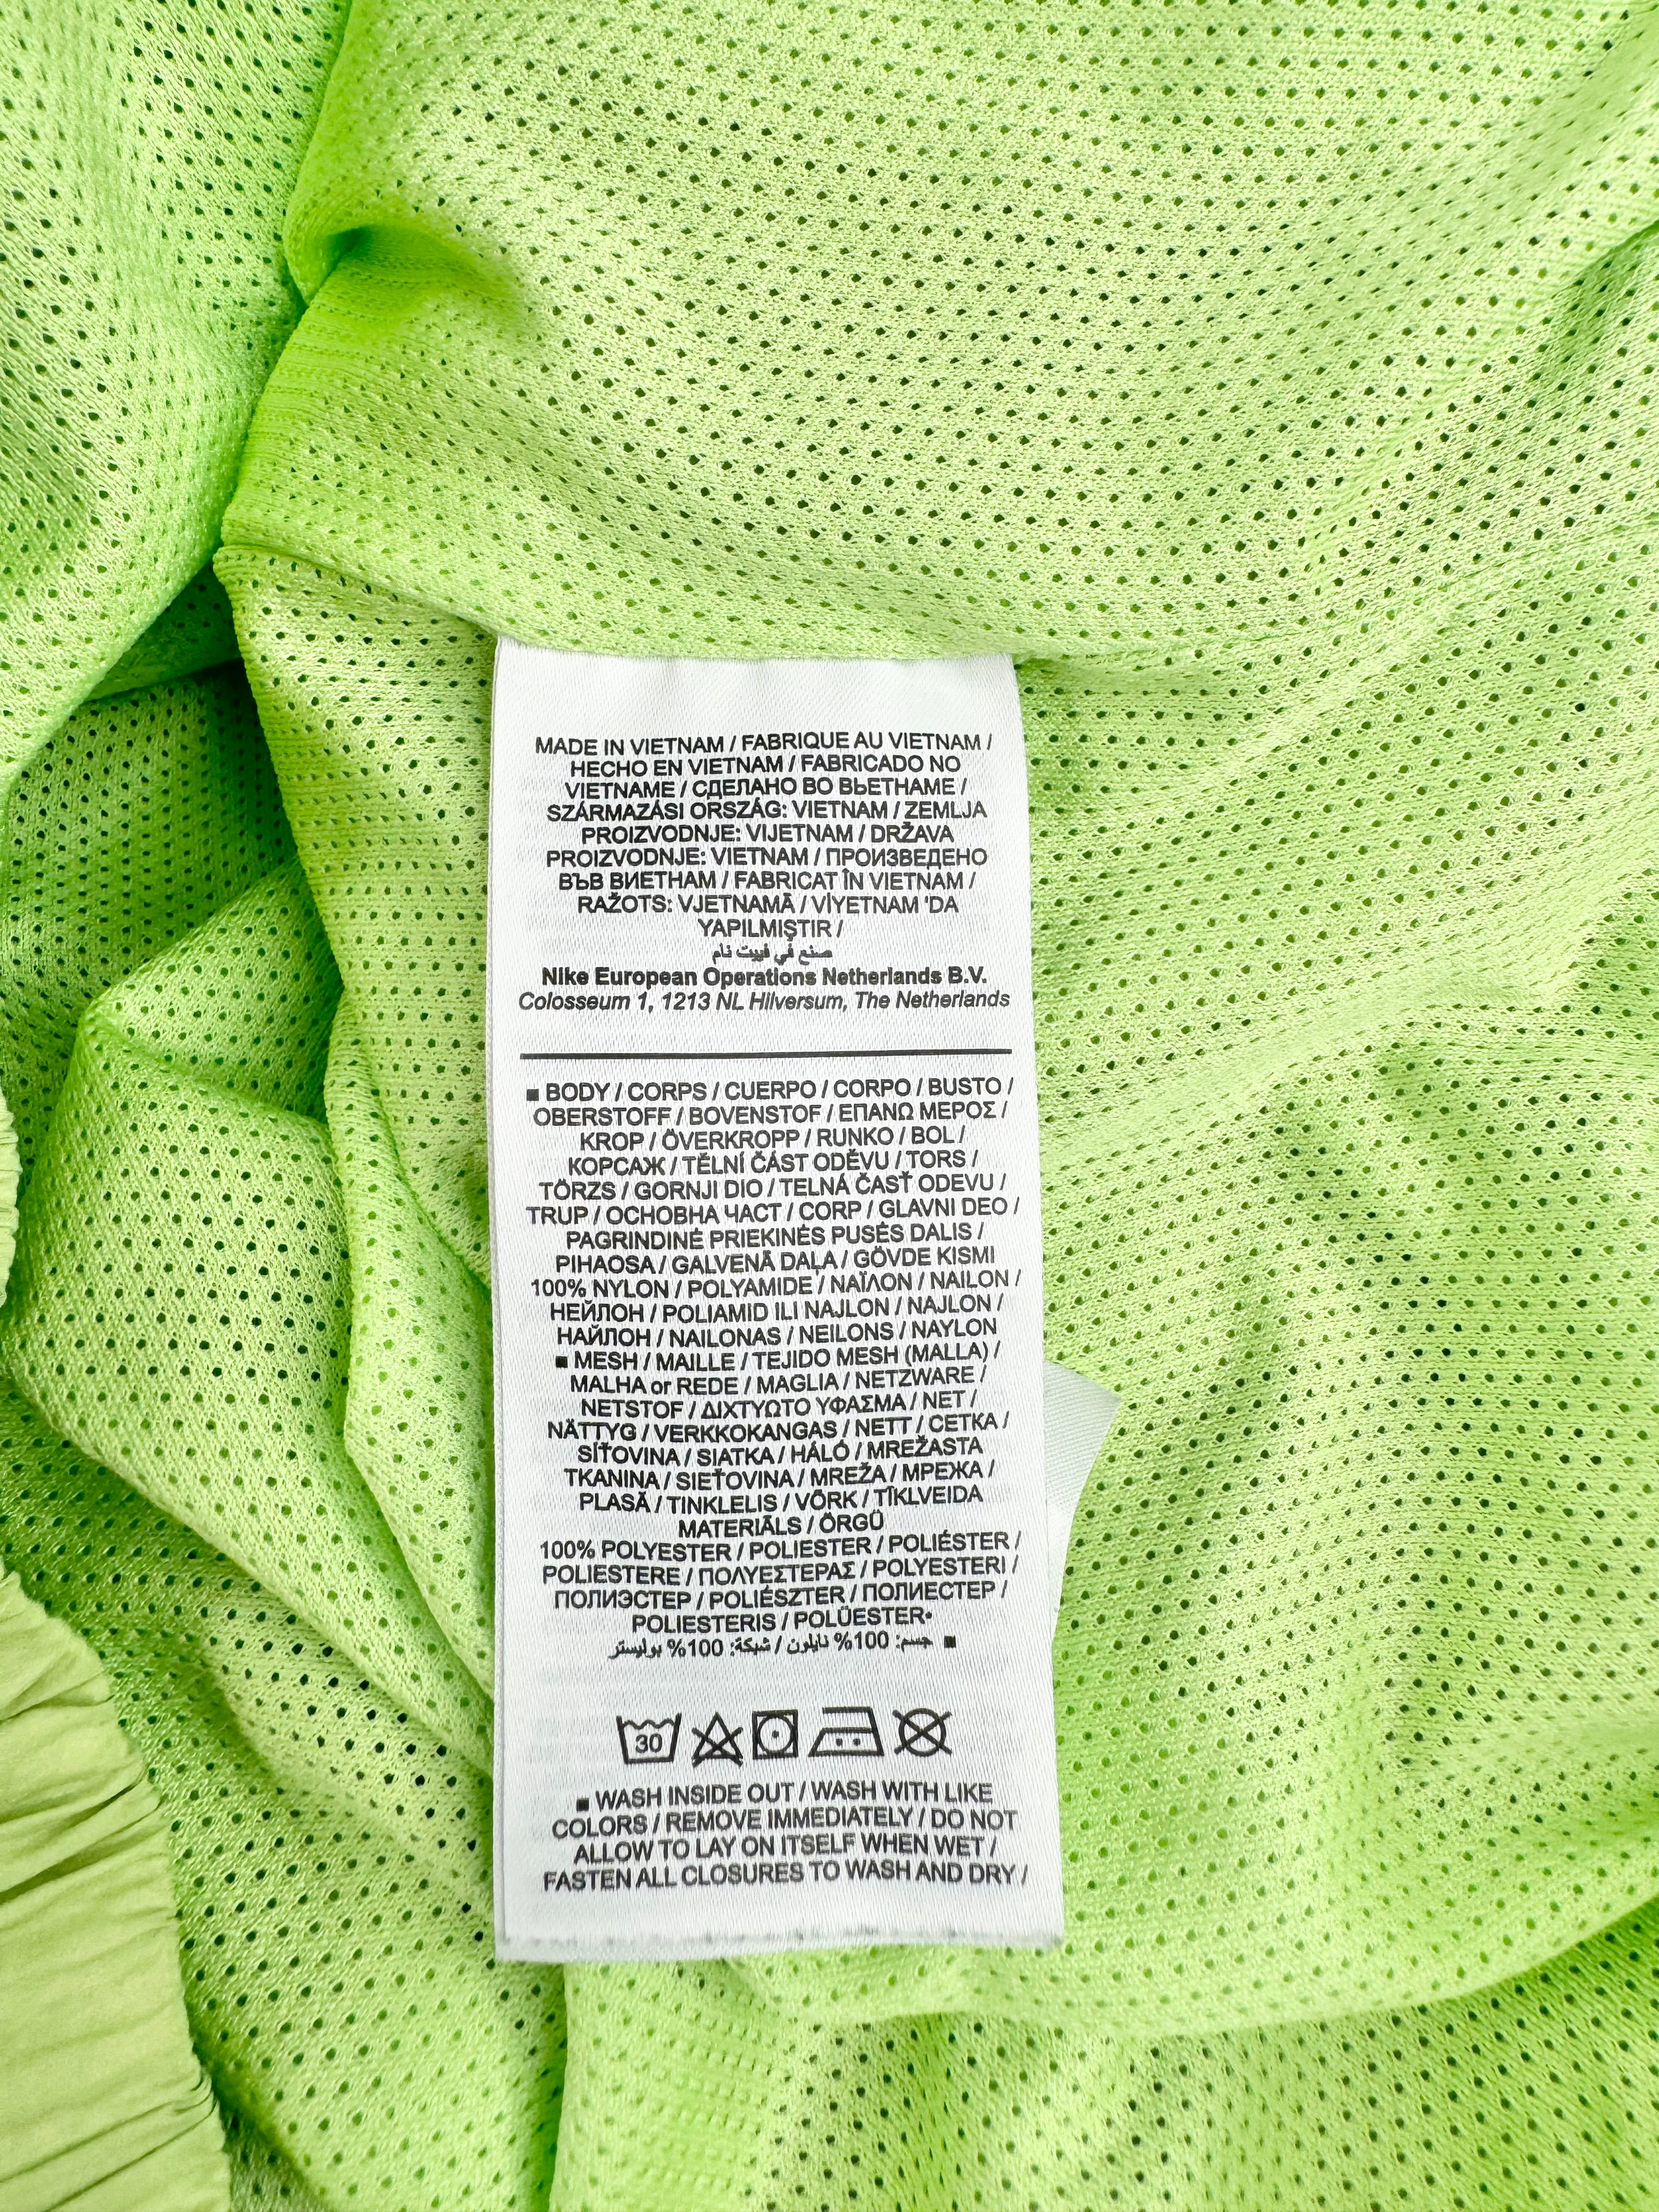 MADE IN VIETNAM / FABRIQUE AU VIETNAM /
HECHO EN VIETNAM / FABRICADO NO
VIETNAME / СДЕЛАНО ВО ВЬЕТНАМЕ /
SZÁRMAZÁSI ORSZÁG: VIETNAM / ZEMLJA
PROIZVODNJE: VIJETNAM / DRŽAVA
PROIZVODNJE: VIETNAM / ПРОИЗВЕДЕНО
ВЪВ ВИЕТНАМ / FABRICAT ÎN VIETNAM /
RAŽOTS: VJETNAMĀ / VİYETNAM 'DA
YAPILMIŞTIR /
صنع في فييت نام
Nike European Operations Netherlands B.V.
Colosseum 1, 1213 NL Hilversum, The Netherlands
■ BODY / CORPS / CUERPO / CORPO / BUSTO /
OBERSTOFF / BOVENSTOF / ΕΠΑΝΩ ΜΕΡΟΣ /
KROP / ÖVERKROPP / RUNKO / BOL /
КОРСАЖ / TĚLNÍ ČÁST ODĚVU / TORS /
TÖRZS / GORNJI DIO / TELNÁ ČASŤ ODEVU /
TRUP / ОСНОВНА ЧАСТ / CORP / GLAVNI DEO /
PAGRINDINĖ PRIEKINĖS PUSĖS DALIS /
PIHAOSA / GALVENĀ DAĻA / GÖVDE KISMI
100% NYLON / POLYAMIDE / ΝΑΪΛΟΝ / NAILON /
НЕЙЛОН / POLIAMID ILI NAJLON / NAJLON /
НАЙЛОН / NAILONAS / NEILONS / NAYLON
■ MESH / MAILLE / TEJIDO MESH (MALLA) /
MALHA or REDE / MAGLIA / NETZWARE /
NETSTOF / ΔΙΧΤΥΩΤΟ ΥΦΑΣΜΑ / NET /
NÄTTYG / VERKKOKANGAS / NETT / СЕТКА /
SÍŤOVINA / SIATKA / HÁLÓ / MREŽASTA
TKANINA / SIEŤOVINA / MREŽA / МРЕЖА /
PLASĂ / TINKLELIS / VÕRK / TĪKLVEIDA
MATERIĀLS / ÖRGÜ
100% POLYESTER / POLIESTER / POLIÉSTER /
POLIESTERE / ΠΟΛΥΕΣΤΕΡΑΣ / POLYESTERI /
ПОЛИЭСТЕР / POLIÉSZTER / ПОЛИЕСТЕР /
POLIESTERIS / POLÜESTER•
■ جسم: 100% نايلون / شبكة: 100% بوليستر
30
■ WASH INSIDE OUT / WASH WITH LIKE
COLORS / REMOVE IMMEDIATELY / DO NOT
ALLOW TO LAY ON ITSELF WHEN WET /
FASTEN ALL CLOSURES TO WASH AND DRY /